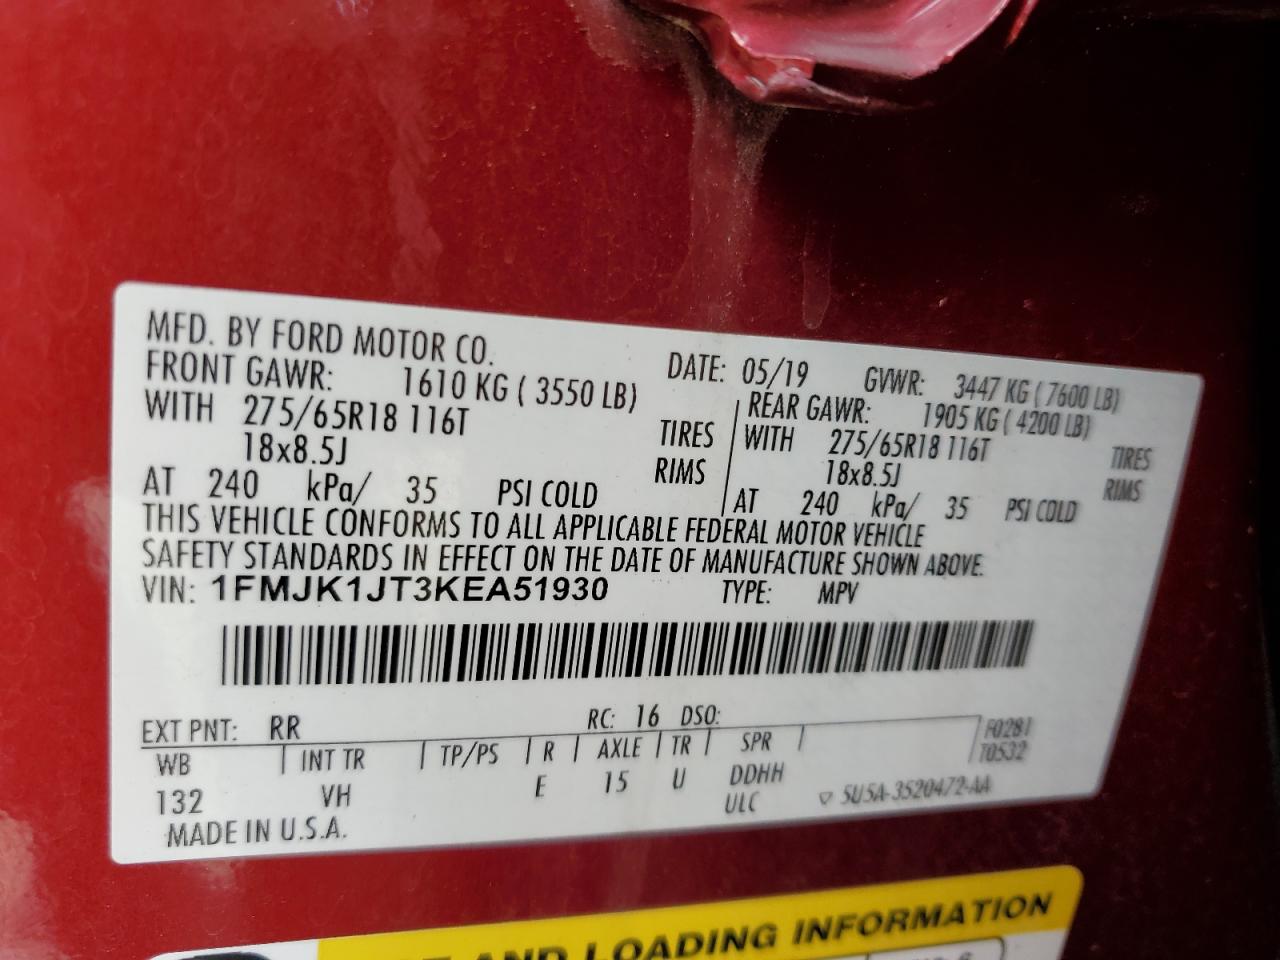 MFD. BY FORD MOTOR CO.
DATE: 05/19 GVWR: 3447 KG ( 7600 LB)
FRONT GAWR: 1610 KG ( 3550 LB)
REAR GAWR: 1905 KG ( 4200 LB)
WITH 275/65R18 116T TIRES
WITH 275/65R18 116T TIRES
18x8.5J RIMS
18x8.5J RIMS
AT 240 kPa/ 35 PSI COLD
AT 240 kPa/ 35 PSI COLD
THIS VEHICLE CONFORMS TO ALL APPLICABLE FEDERAL MOTOR VEHICLE
SAFETY STANDARDS IN EFFECT ON THE DATE OF MANUFACTURE SHOWN ABOVE.
VIN: 1FMJK1JT3KEA51930 TYPE: MPV
EXT PNT: RR RC: 16 DSO:
F0281
WB INT TR TP/PS R AXLE TR SPR
T0532
132 VH E 15 U DDHH
ULC ▽ 5U5A-3520472-AA
MADE IN U.S.A.
AND LOADING INFORMATION